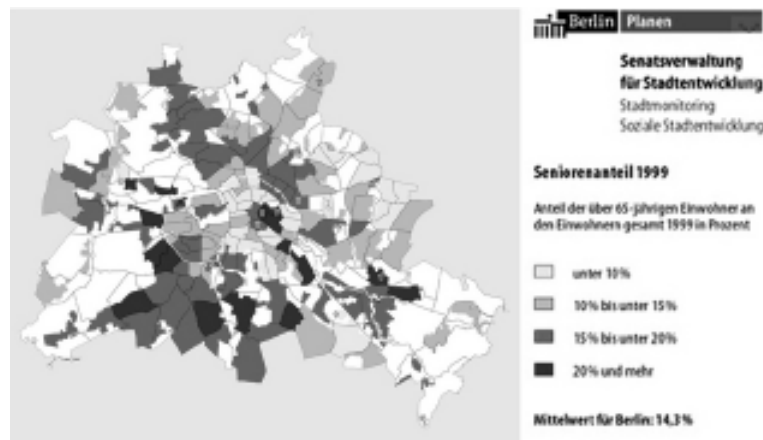 Berlin Planen
Senatsverwaltung
für Stadtentwicklung
Stadtmonitoring
Soziale Stadtentwicklung
Seniorenanteil 1999
Anteil der über 65-jährigen Einwohner an
den Einwohnern gesamt 1999 in Prozent
unter 10%
10% bis unter 15%
15% bis unter 20%
20% und mehr
Mittelwert für Berlin: 14,3%